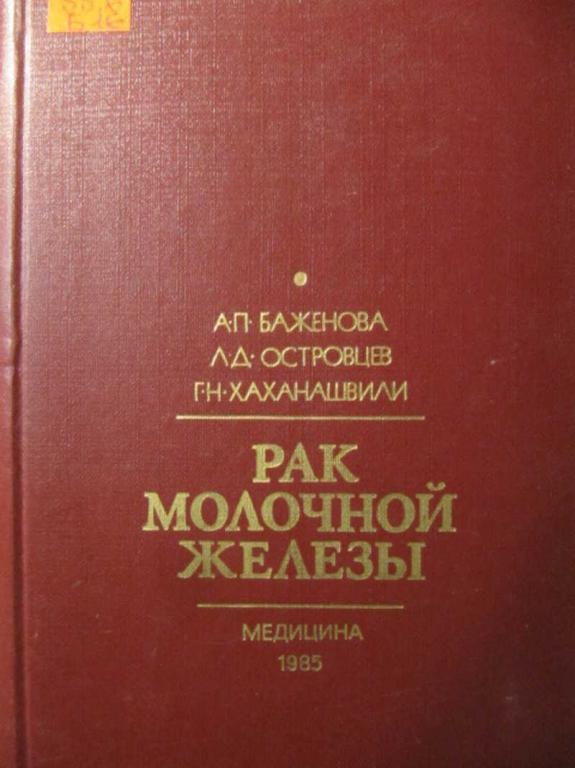 А·П· БАЖЕНОВА
Л·Д· ОСТРОВЦЕВ
Г·Н·ХАХАНАШВИЛИ
РАК
МОЛОЧНОЙ
ЖЕЛЕЗЫ
МЕДИЦИНА
1985